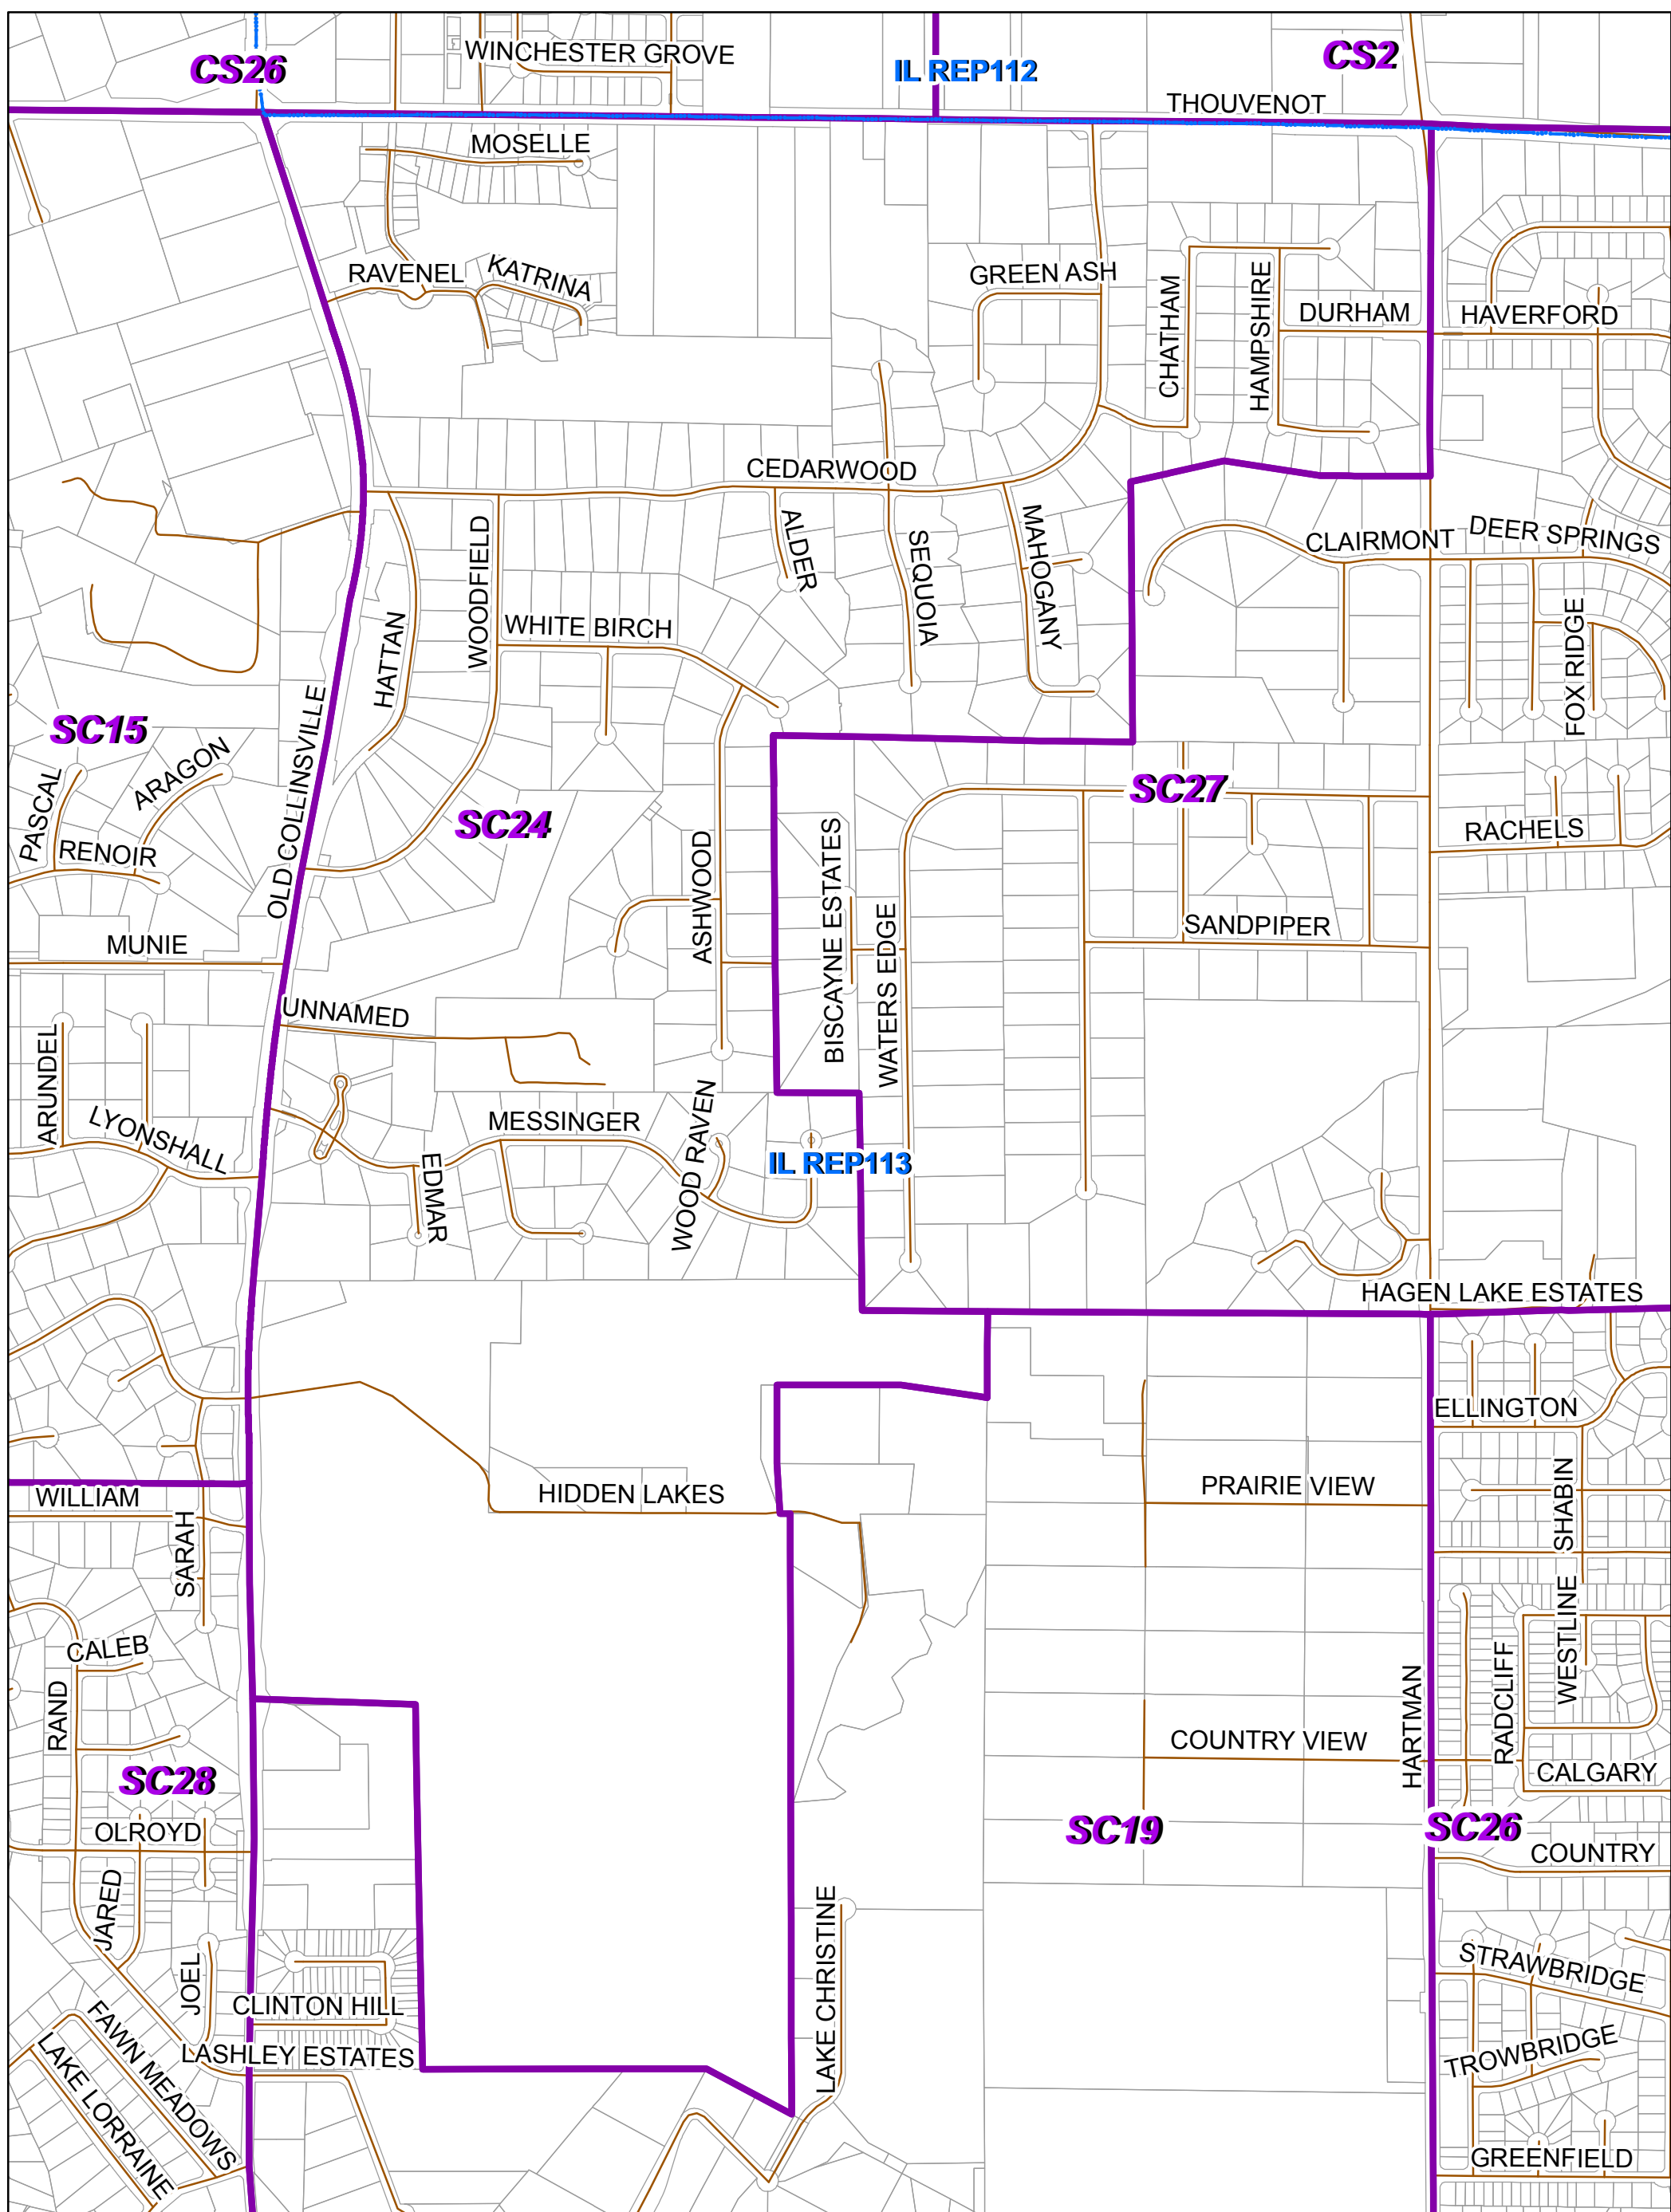 WINCHESTER GROVE
CS26
IL REP112
CS2
THOUVENOT
MOSELLE
RAVENEL
KATRINA
GREEN ASH
CHATHAM
HAMPSHIRE
DURHAM
HAVERFORD
CEDARWOOD
ALDER
SEQUOIA
MAHOGANY
CLAIRMONT
DEER SPRINGS
HATTAN
WOODFIELD
WHITE BIRCH
FOX RIDGE
SC15
OLD COLLINSVILLE
PASCAL
ARAGON
RENOIR
SC24
SC27
RACHELS
ASHWOOD
BISCAYNE ESTATES
WATERS EDGE
SANDPIPER
MUNIE
UNNAMED
ARUNDEL
LYONSHALL
MESSINGER
EDMAR
WOOD RAVEN
IL REP113
HAGEN LAKE ESTATES
ELLINGTON
WILLIAM
SARAH
HIDDEN LAKES
PRAIRIE VIEW
SHABIN
WESTLINE
CALEB
RAND
COUNTRY VIEW
HARTMAN
RADCLIFF
CALGARY
SC28
OLROYD
SC19
SC26
COUNTRY
JARED
JOEL
CLINTON HILL
LAKE CHRISTINE
STRAWBRIDGE
LASHLEY ESTATES
FAWN MEADOWS
LAKE LORRAINE
TROWBRIDGE
GREENFIELD